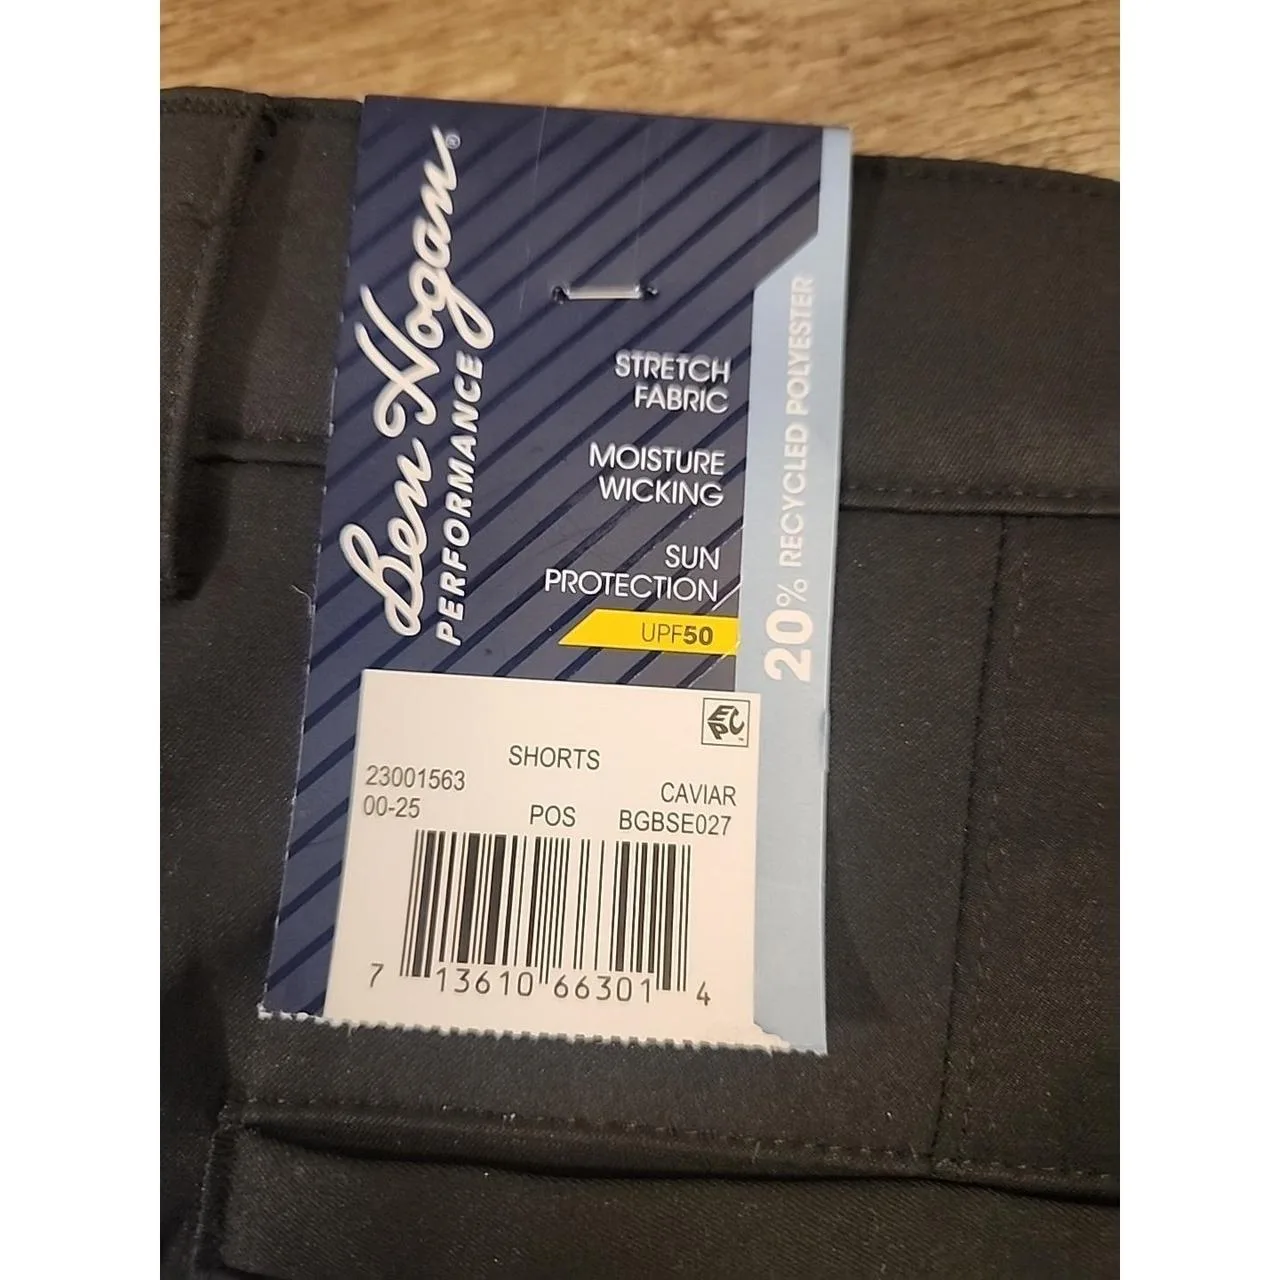 Ben Hogan®
PERFORMANCE
STRETCH
FABRIC
MOISTURE
WICKING
SUN
PROTECTION
UPF50
20% RECYCLED POLYESTER
EPC™
SHORTS
23001563
CAVIAR
00-25
POS
BGBSE027
7 13610 66301 4